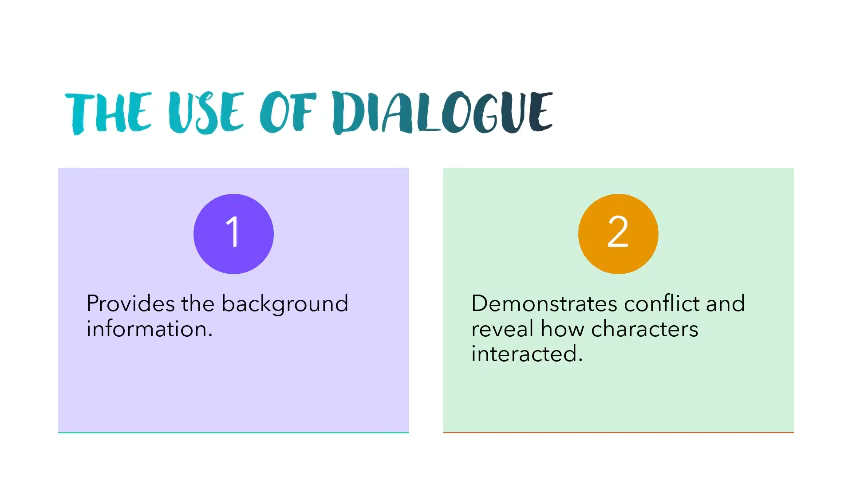 THE USE OF DIALOGUE
1
Provides the background
information.
2
Demonstrates conflict and
reveal how characters
interacted.